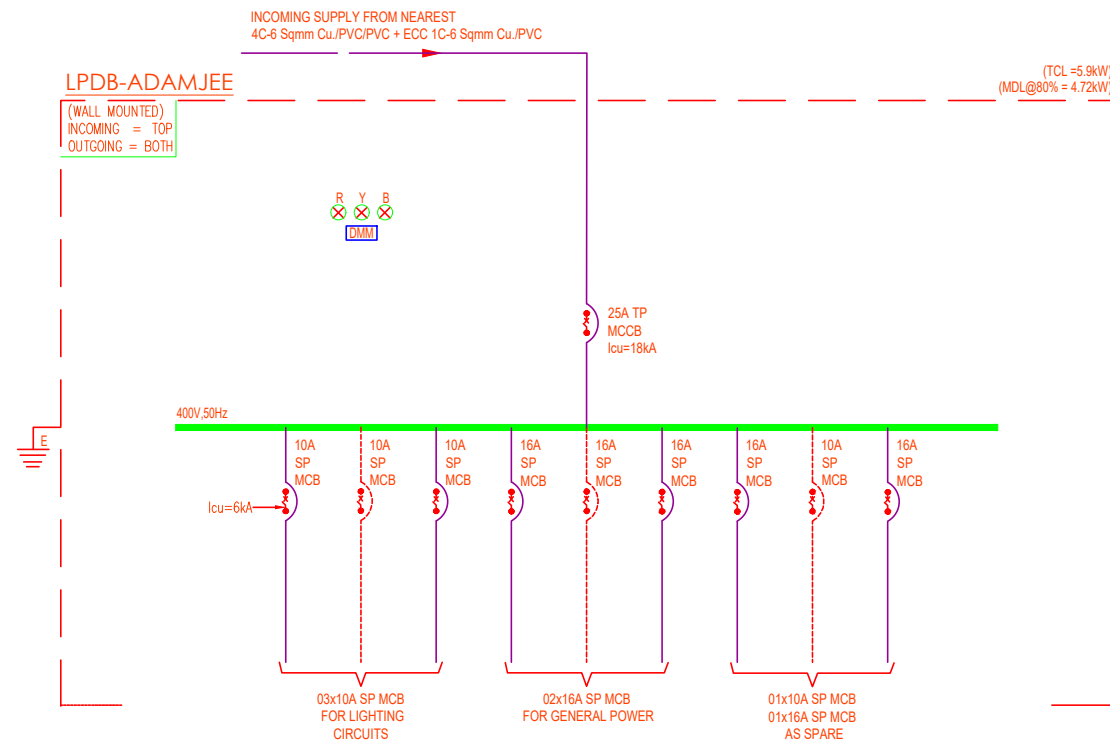 INCOMING SUPPLY FROM NEAREST
4C-6 Sqmm Cu./PVC/PVC + ECC 1C-6 Sqmm Cu./PVC
LPDB-ADAMJEE
(TCL =5.9kW)
(MDL@80% = 4.72kW)
(WALL MOUNTED)
INCOMING = TOP
OUTGOING = BOTH
R Y B
DMM
25A TP
MCCB
Icu=18kA
400V,50Hz
E
10A
SP
MCB
10A
SP
MCB
10A
SP
MCB
16A
SP
MCB
16A
SP
MCB
16A
SP
MCB
16A
SP
MCB
10A
SP
MCB
16A
SP
MCB
Icu=6kA
03x10A SP MCB
FOR LIGHTING
CIRCUITS
02x16A SP MCB
FOR GENERAL POWER
01x10A SP MCB
01x16A SP MCB
AS SPARE